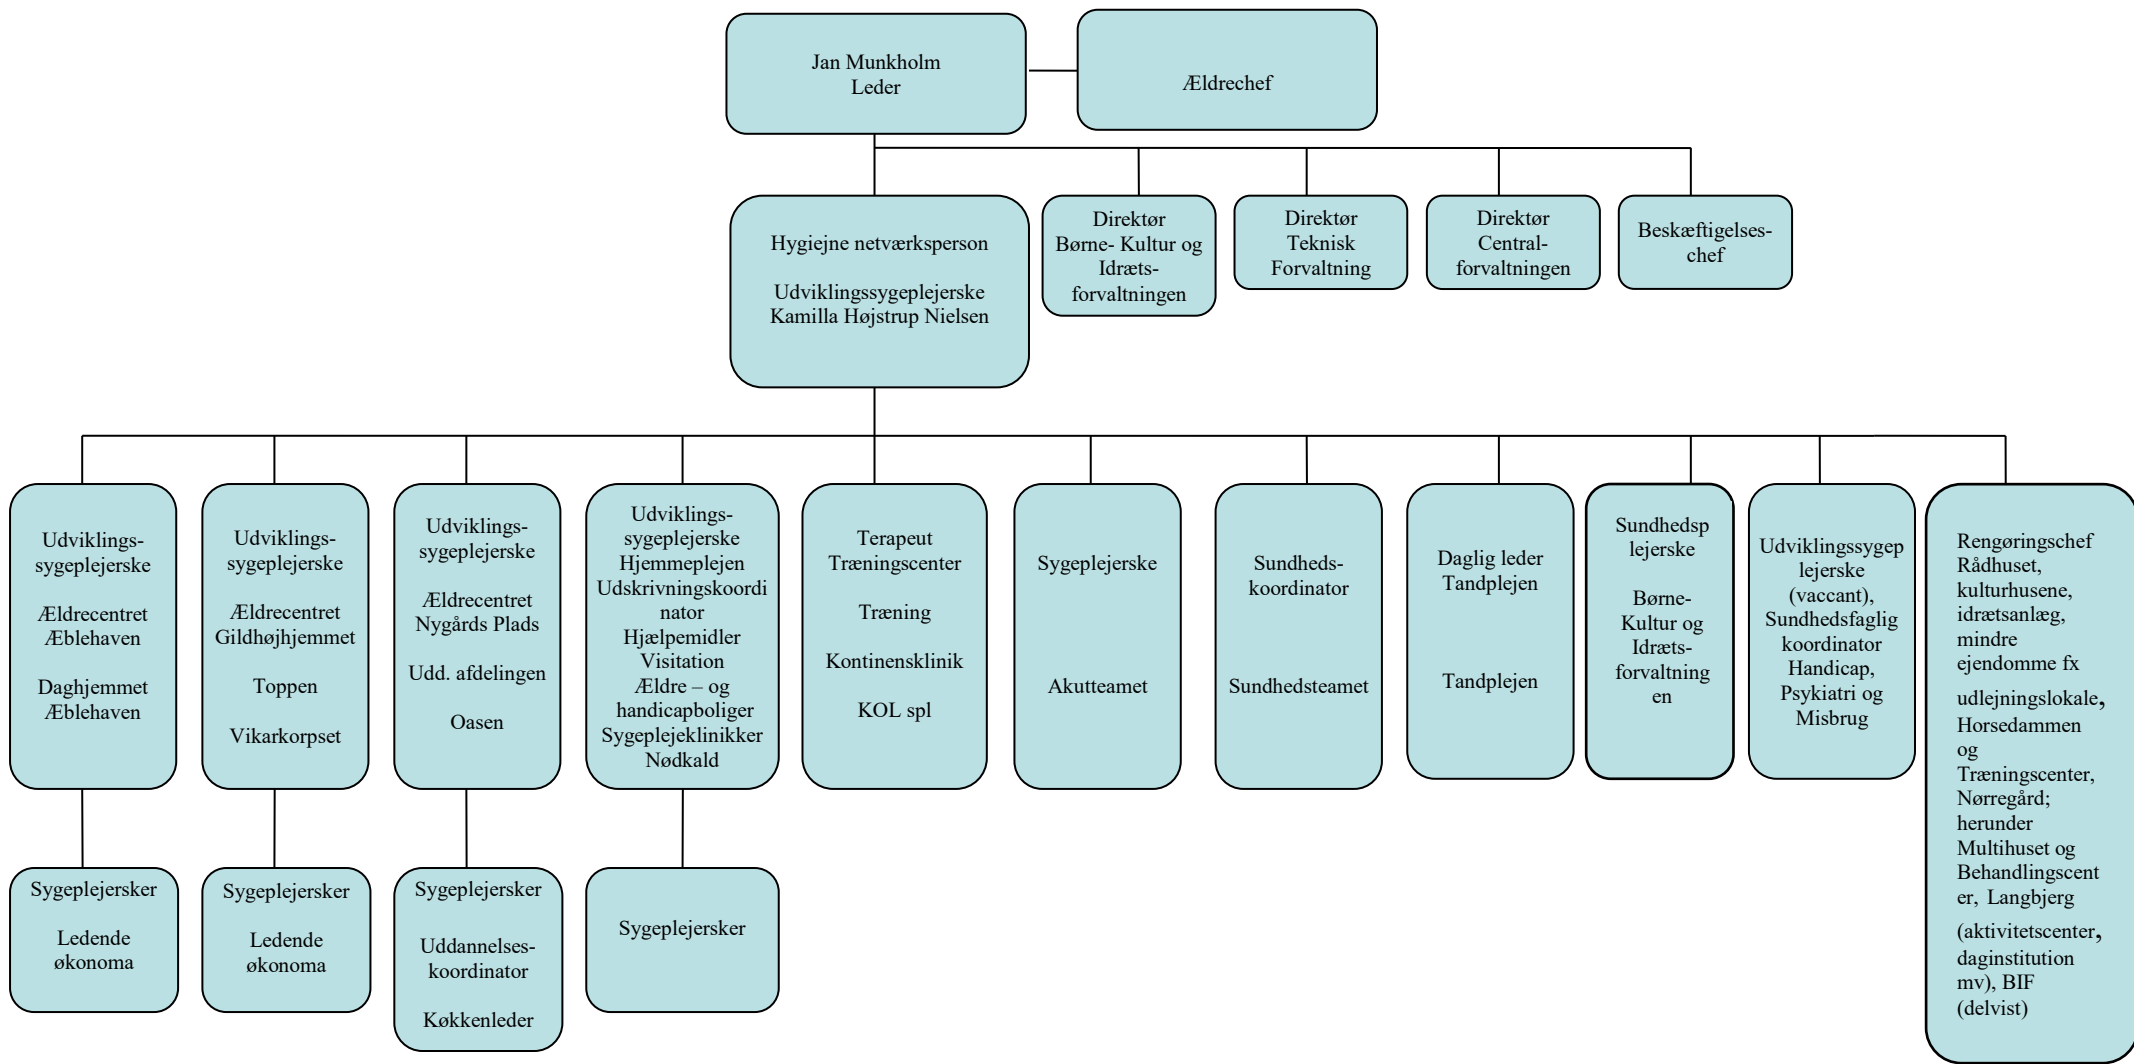 Jan Munkholm
Leder
Ældrechef
Hygiejne netværksperson
Udviklingssygeplejerske
Kamilla Højstrup Nielsen
Direktør
Børne- Kultur og
Idræts-
forvaltningen
Direktør
Teknisk
Forvaltning
Direktør
Central-
forvaltningen
Beskæftigelses-
chef
Udviklings-
sygeplejerske
Ældrecentret
Æblehaven
Daghjemmet
Æblehaven
Udviklings-
sygeplejerske
Ældrecentret
Gildhøjhjemmet
Toppen
Vikarkorpset
Udviklings-
sygeplejerske
Ældrecentret
Nygårds Plads
Udd. afdelingen
Oasen
Udviklings-
sygeplejerske
Hjemmeplejen
Udskrivningskoordi
nator
Hjælpemidler
Visitation
Ældre – og
handicapboliger
Sygeplejeklinikker
Nødkald
Terapeut
Træningscenter
Træning
Kontinensklinik
KOL spl
Sygeplejerske
Akutteamet
Sundheds-
koordinator
Sundhedsteamet
Daglig leder
Tandplejen
Tandplejen
Sundhedsp
lejerske
Børne-
Kultur og
Idræts-
forvaltning
en
Udviklingssygep
lejerske
(vaccant),
Sundhedsfaglig
koordinator
Handicap,
Psykiatri og
Misbrug
Rengøringschef
Rådhuset,
kulturhusene,
idrætsanlæg,
mindre
ejendomme fx
udlejningslokale,
Horsedammen
og
Træningscenter,
Nørregård;
herunder
Multihuset og
Behandlingscent
er, Langbjerg
(aktivitetscenter,
daginstitution
mv), BIF
(delvist)
Sygeplejersker
Ledende
økonoma
Sygeplejersker
Ledende
økonoma
Sygeplejersker
Uddannelses-
koordinator
Køkkenleder
Sygeplejersker